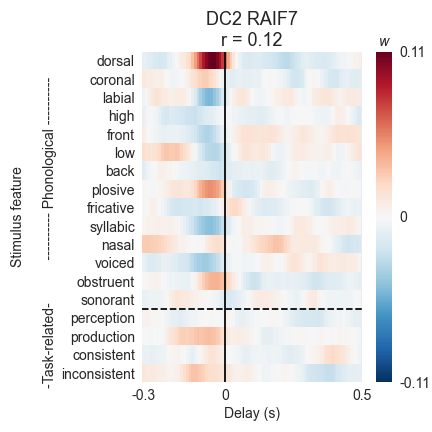 DC2 RAIF7
r = 0.12
w
dorsal
coronal
labial
high
front
low
back
plosive
fricative
syllabic
nasal
voiced
obstruent
sonorant
perception
production
consistent
inconsistent
Stimulus feature
---------- Phonological ----------
-Task-related-
0.11
0
-0.11
-0.3
0
0.5
Delay (s)